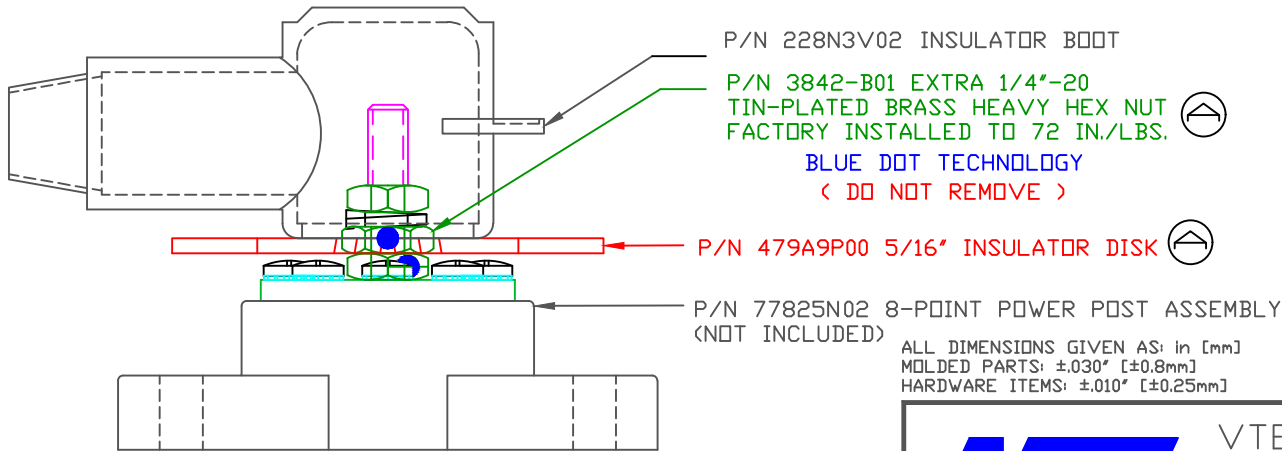 P/N 228N3V02 INSULATOR BOOT
P/N 3842-B01 EXTRA 1/4"-20
TIN-PLATED BRASS HEAVY HEX NUT
FACTORY INSTALLED TO 72 IN./LBS.
BLUE DOT TECHNOLOGY
( DO NOT REMOVE )
P/N 479A9P00 5/16" INSULATOR DISK
P/N 77825N02 8-POINT POWER POST ASSEMBLY
(NOT INCLUDED)
ALL DIMENSIONS GIVEN AS: in [mm]
MOLDED PARTS: ±.030" [±0.8mm]
HARDWARE ITEMS: ±.010" [±0.25mm]